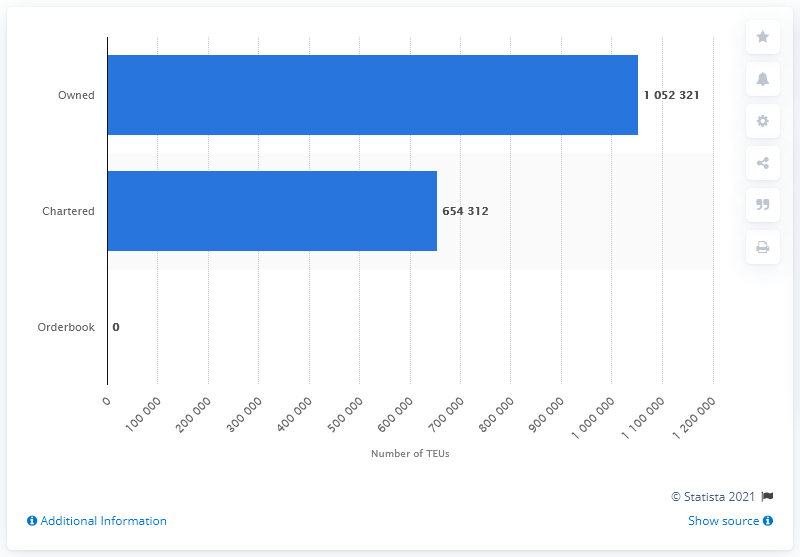 Owned
1 052 321
Chartered
654 312
Orderbook
0
0
100 000
200 000
300 000
400 000
500 000
600 000
700 000
800 000
900 000
1 000 000
1 100 000
1 200 000
Number of TEUs
© Statista 2021
Additional Information
Show source